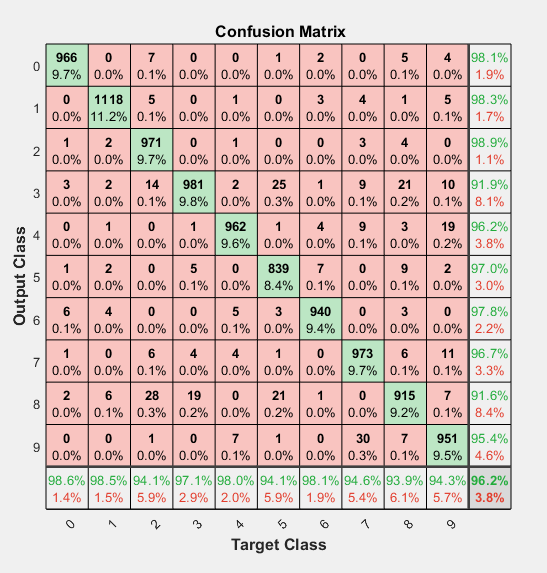 Confusion Matrix
0 966 0 7 0 0 1 2 0 5 4 98.1%
9.7% 0.0% 0.1% 0.0% 0.0% 0.0% 0.0% 0.0% 0.1% 0.0% 1.9%
1 0 1118 5 0 1 0 3 4 1 5 98.3%
0.0% 11.2% 0.1% 0.0% 0.0% 0.0% 0.0% 0.0% 0.0% 0.1% 1.7%
2 1 2 971 0 1 0 0 3 4 0 98.9%
0.0% 0.0% 9.7% 0.0% 0.0% 0.0% 0.0% 0.0% 0.0% 0.0% 1.1%
3 3 2 14 981 2 25 1 9 21 10 91.9%
0.0% 0.0% 0.1% 9.8% 0.0% 0.3% 0.0% 0.1% 0.2% 0.1% 8.1%
4 0 1 0 1 962 1 4 9 3 19 96.2%
0.0% 0.0% 0.0% 0.0% 9.6% 0.0% 0.0% 0.1% 0.0% 0.2% 3.8%
5 1 2 0 5 0 839 7 0 9 2 97.0%
0.0% 0.0% 0.0% 0.1% 0.0% 8.4% 0.1% 0.0% 0.1% 0.0% 3.0%
6 6 4 0 0 5 3 940 0 3 0 97.8%
0.1% 0.0% 0.0% 0.0% 0.1% 0.0% 9.4% 0.0% 0.0% 0.0% 2.2%
7 1 0 6 4 4 1 0 973 6 11 96.7%
0.0% 0.0% 0.1% 0.0% 0.0% 0.0% 0.0% 9.7% 0.1% 0.1% 3.3%
8 2 6 28 19 0 21 1 0 915 7 91.6%
0.0% 0.1% 0.3% 0.2% 0.0% 0.2% 0.0% 0.0% 9.2% 0.1% 8.4%
9 0 0 1 0 7 1 0 30 7 951 95.4%
0.0% 0.0% 0.0% 0.0% 0.1% 0.0% 0.0% 0.3% 0.1% 9.5% 4.6%
98.6% 98.5% 94.1% 97.1% 98.0% 94.1% 98.1% 94.6% 93.9% 94.3% 96.2%
1.4% 1.5% 5.9% 2.9% 2.0% 5.9% 1.9% 5.4% 6.1% 5.7% 3.8%
0 1 2 3 4 5 6 7 8 9
Target Class
Output Class